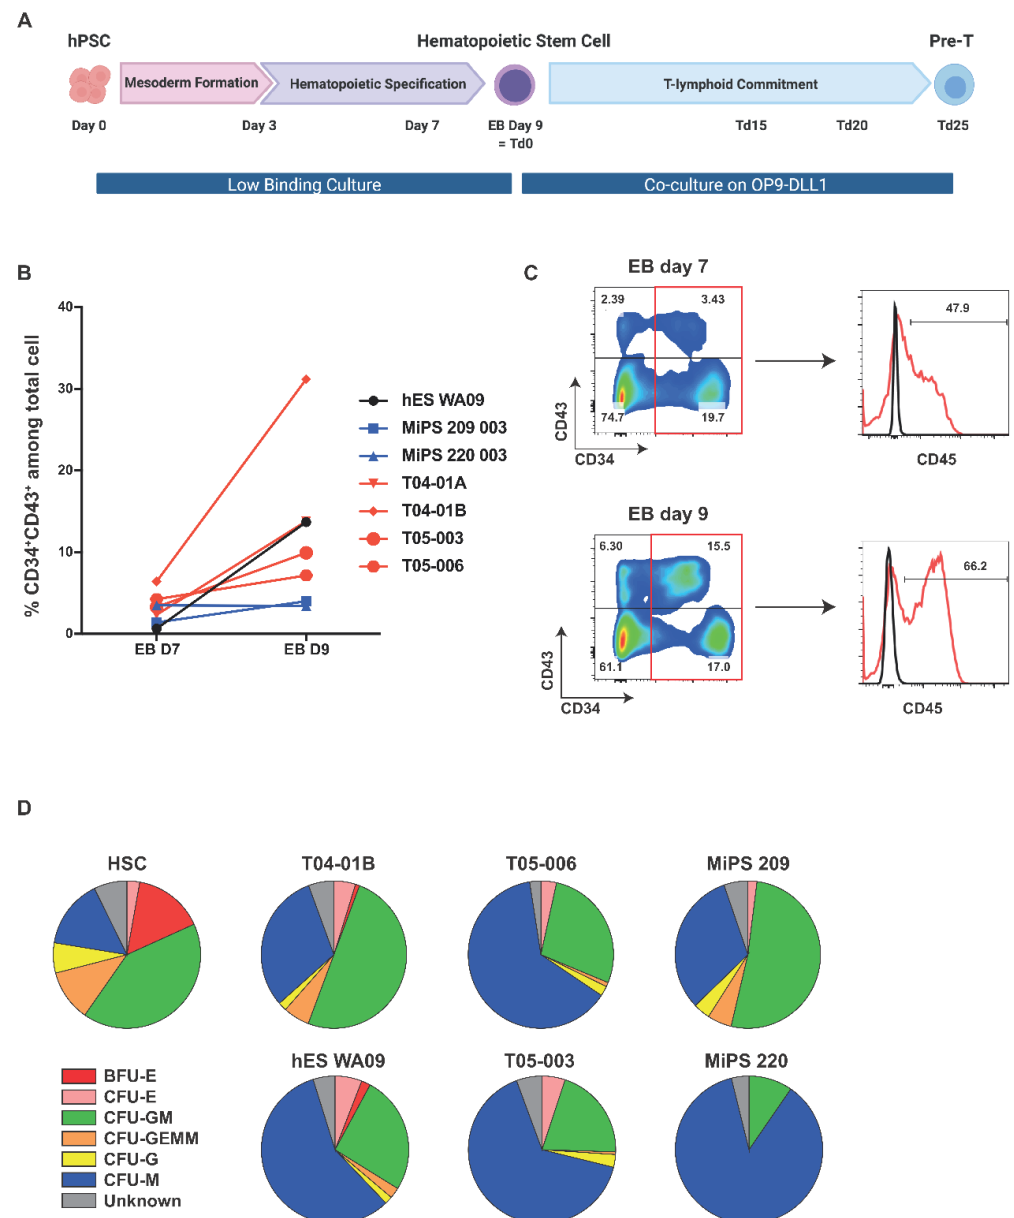 A
hPSC
Hematopoietic Stem Cell
Pre-T
Mesoderm Formation
Hematopoietic Specification
T-lymphoid Commitment
Day 0
Day 3
Day 7
EB Day 9
= Td0
Td15
Td20
Td25
Low Binding Culture
Co-culture on OP9-DLL1
B
% CD34+CD43+ among total cell
40
30
20
10
0
EB D7
EB D9
hES WA09
MiPS 209 003
MiPS 220 003
T04-01A
T04-01B
T05-003
T05-006
C
EB day 7
2.39
3.43
74.7
19.7
CD43
CD34
47.9
CD45
EB day 9
6.30
15.5
61.1
17.0
CD43
CD34
66.2
CD45
D
HSC
T04-01B
T05-006
MiPS 209
hES WA09
T05-003
MiPS 220
BFU-E
CFU-E
CFU-GM
CFU-GEMM
CFU-G
CFU-M
Unknown